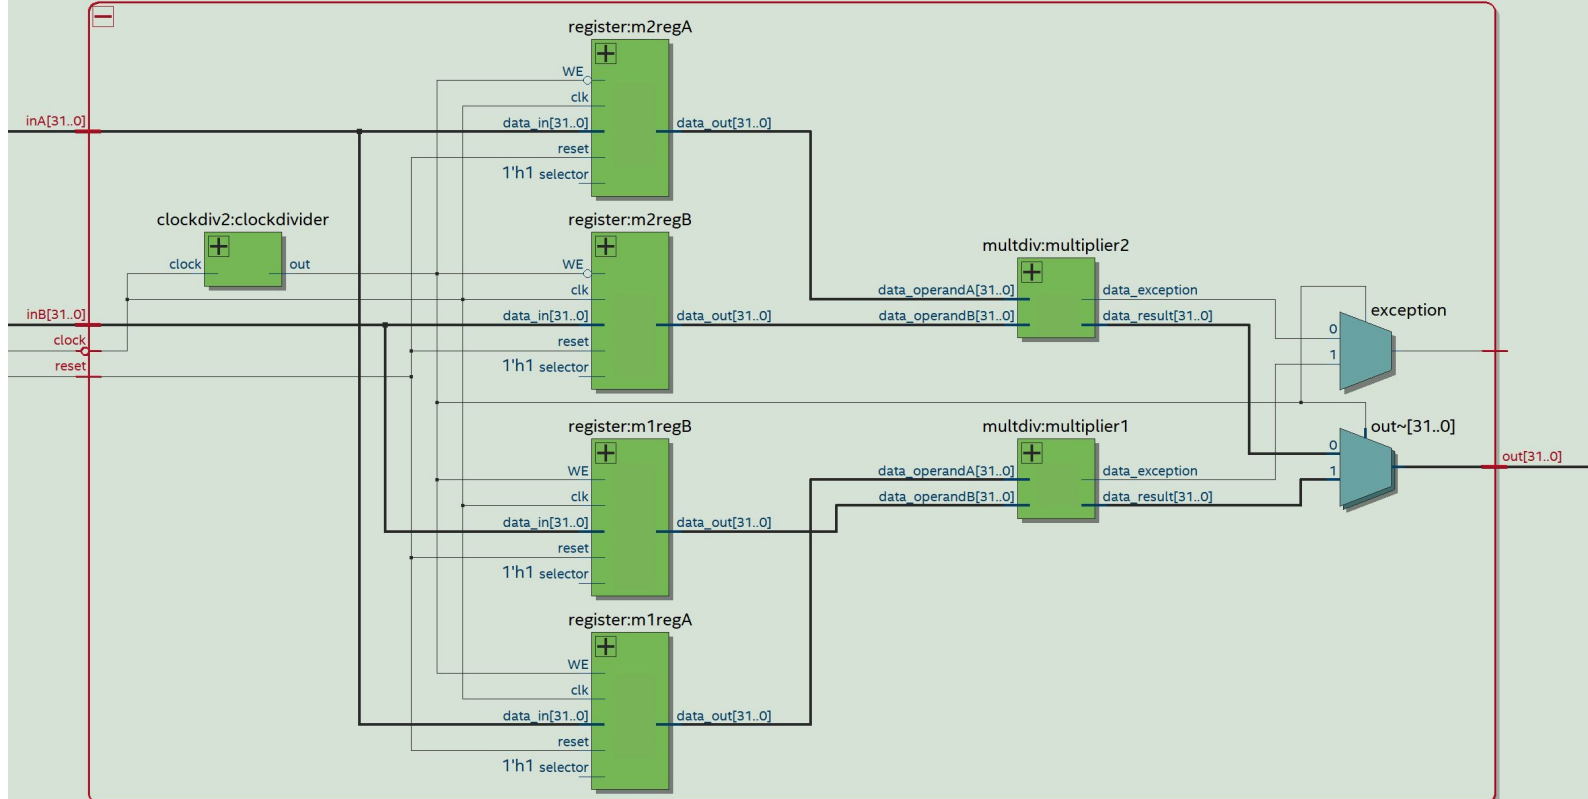 register:m2regA
WE
clk
inA[31..0]
data_in[31..0]
data_out[31..0]
reset
1'h1 selector
clockdiv2:clockdivider
clock
out
register:m2regB
WE
clk
inB[31..0]
data_in[31..0]
data_out[31..0]
clock
reset
reset
1'h1 selector
multdiv:multiplier2
data_operandA[31..0]
data_exception
data_operandB[31..0]
data_result[31..0]
exception
0
1
register:m1regB
WE
clk
data_in[31..0]
data_out[31..0]
reset
1'h1 selector
multdiv:multiplier1
data_operandA[31..0]
data_exception
data_operandB[31..0]
data_result[31..0]
out~[31..0]
0
1
out[31..0]
register:m1regA
WE
clk
data_in[31..0]
data_out[31..0]
reset
1'h1 selector